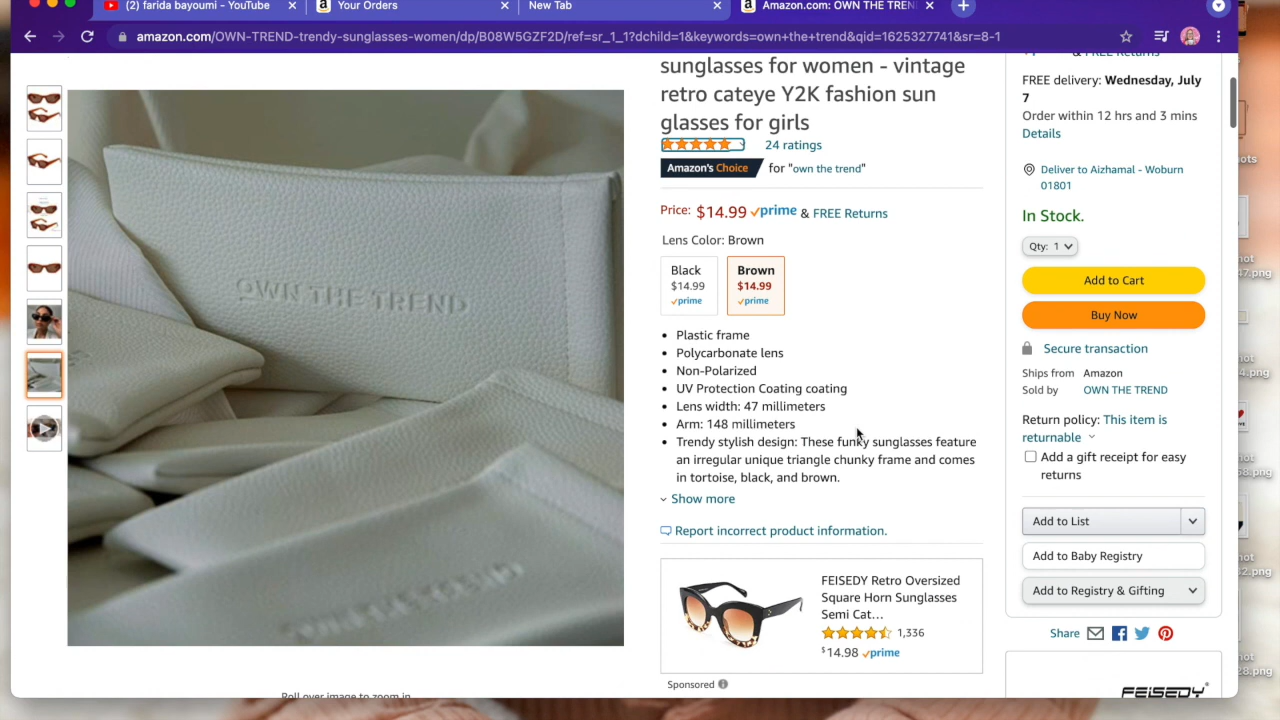 (2) farida bayoumi - YouTube
Your Orders
New Tab
Amazon.com: OWN THE TREN
amazon.com/OWN-TREND-trendy-sunglasses-women/dp/B08W5GZF2D/ref=sr_1_1?dchild=1&keywords=own+the+trend&qid=1625327741&sr=8-1
sunglasses for women - vintage
retro cateye Y2K fashion sun
glasses for girls
24 ratings
Amazon's Choice for "own the trend"
Price: $14.99 prime & FREE Returns
Lens Color: Brown
Black
$14.99
prime
Brown
$14.99
prime
• Plastic frame
• Polycarbonate lens
• Non-Polarized
• UV Protection Coating coating
• Lens width: 47 millimeters
• Arm: 148 millimeters
• Trendy stylish design: These funky sunglasses feature
an irregular unique triangle chunky frame and comes
in tortoise, black, and brown.
Show more
Report incorrect product information.
FEISEDY Retro Oversized
Square Horn Sunglasses
Semi Cat...
1,336
$14.98 prime
Sponsored
OWN THE TREND
Roll over image to zoom in
& FREE Returns
FREE delivery: Wednesday, July
7
Order within 12 hrs and 3 mins
Details
Deliver to Aizhamal - Woburn
01801
In Stock.
Qty: 1
Add to Cart
Buy Now
Secure transaction
Ships from Amazon
Sold by OWN THE TREND
Return policy: This item is
returnable
Add a gift receipt for easy
returns
Add to List
Add to Baby Registry
Add to Registry & Gifting
Share
FEISEDY